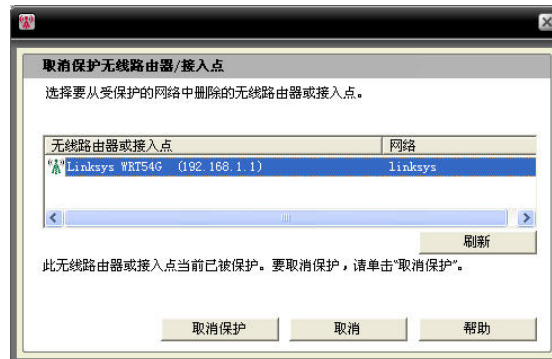 取消保护无线路由器/接入点
选择要从受保护的网络中删除的无线路由器或接入点。
无线路由器或接入点 网络
Linksys WRT54G (192.168.1.1) linksys
刷新
此无线路由器或接入点当前已被保护。要取消保护，请单击“取消保护”。
取消保护 取消 帮助